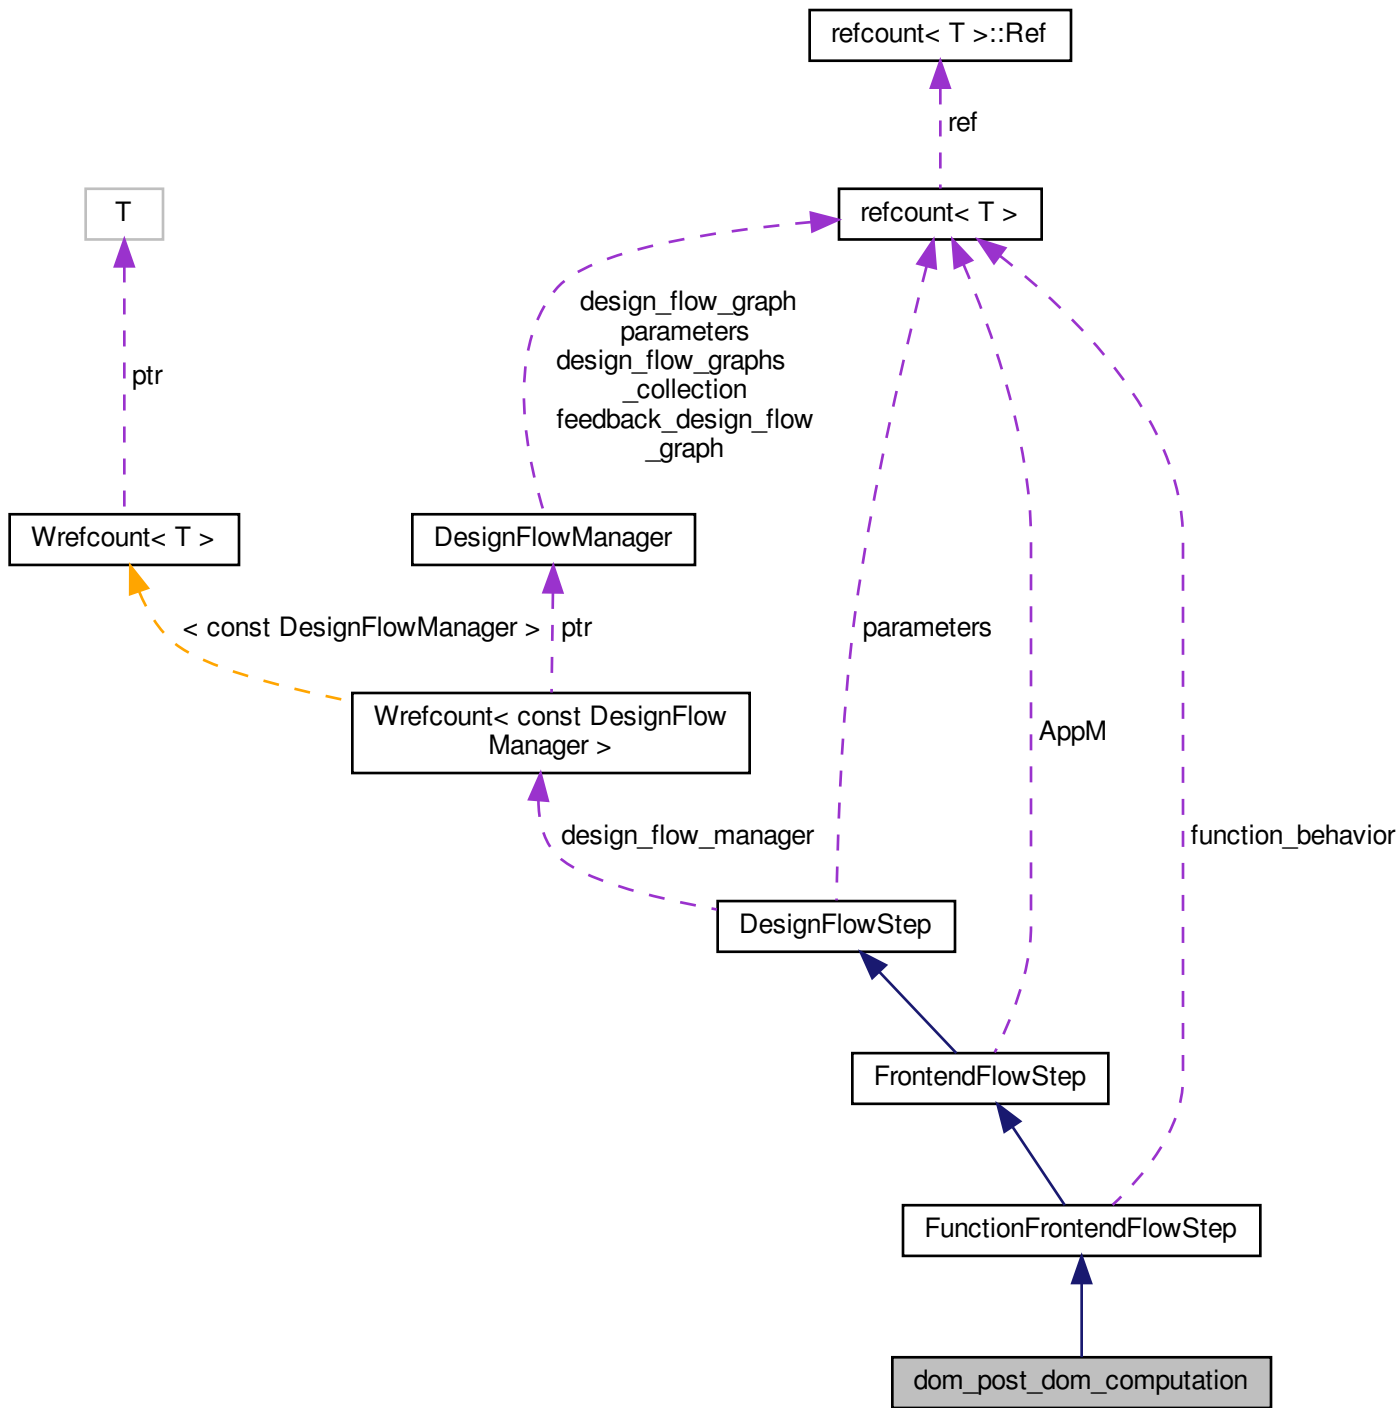 refcount< T >::Ref
ref
T
refcount< T >
design_flow_graph
parameters
design_flow_graphs
_collection
feedback_design_flow
_graph
ptr
Wrefcount< T >
DesignFlowManager
< const DesignFlowManager >
ptr
parameters
Wrefcount< const DesignFlow
Manager >
AppM
design_flow_manager
function_behavior
DesignFlowStep
FrontendFlowStep
FunctionFrontendFlowStep
dom_post_dom_computation